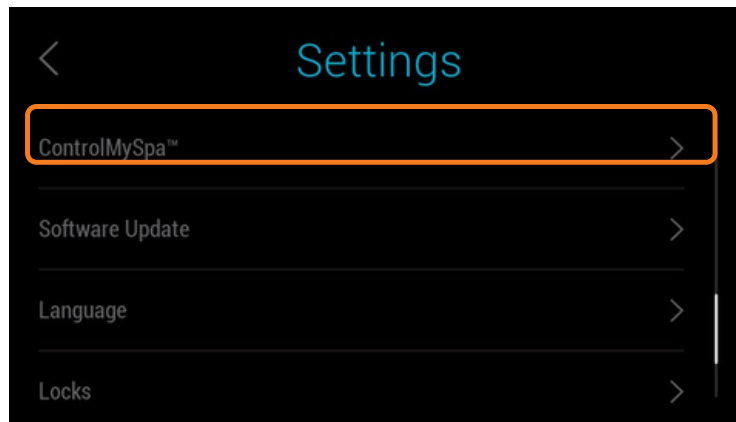 Settings
ControlMySpa™
Software Update
Language
Locks